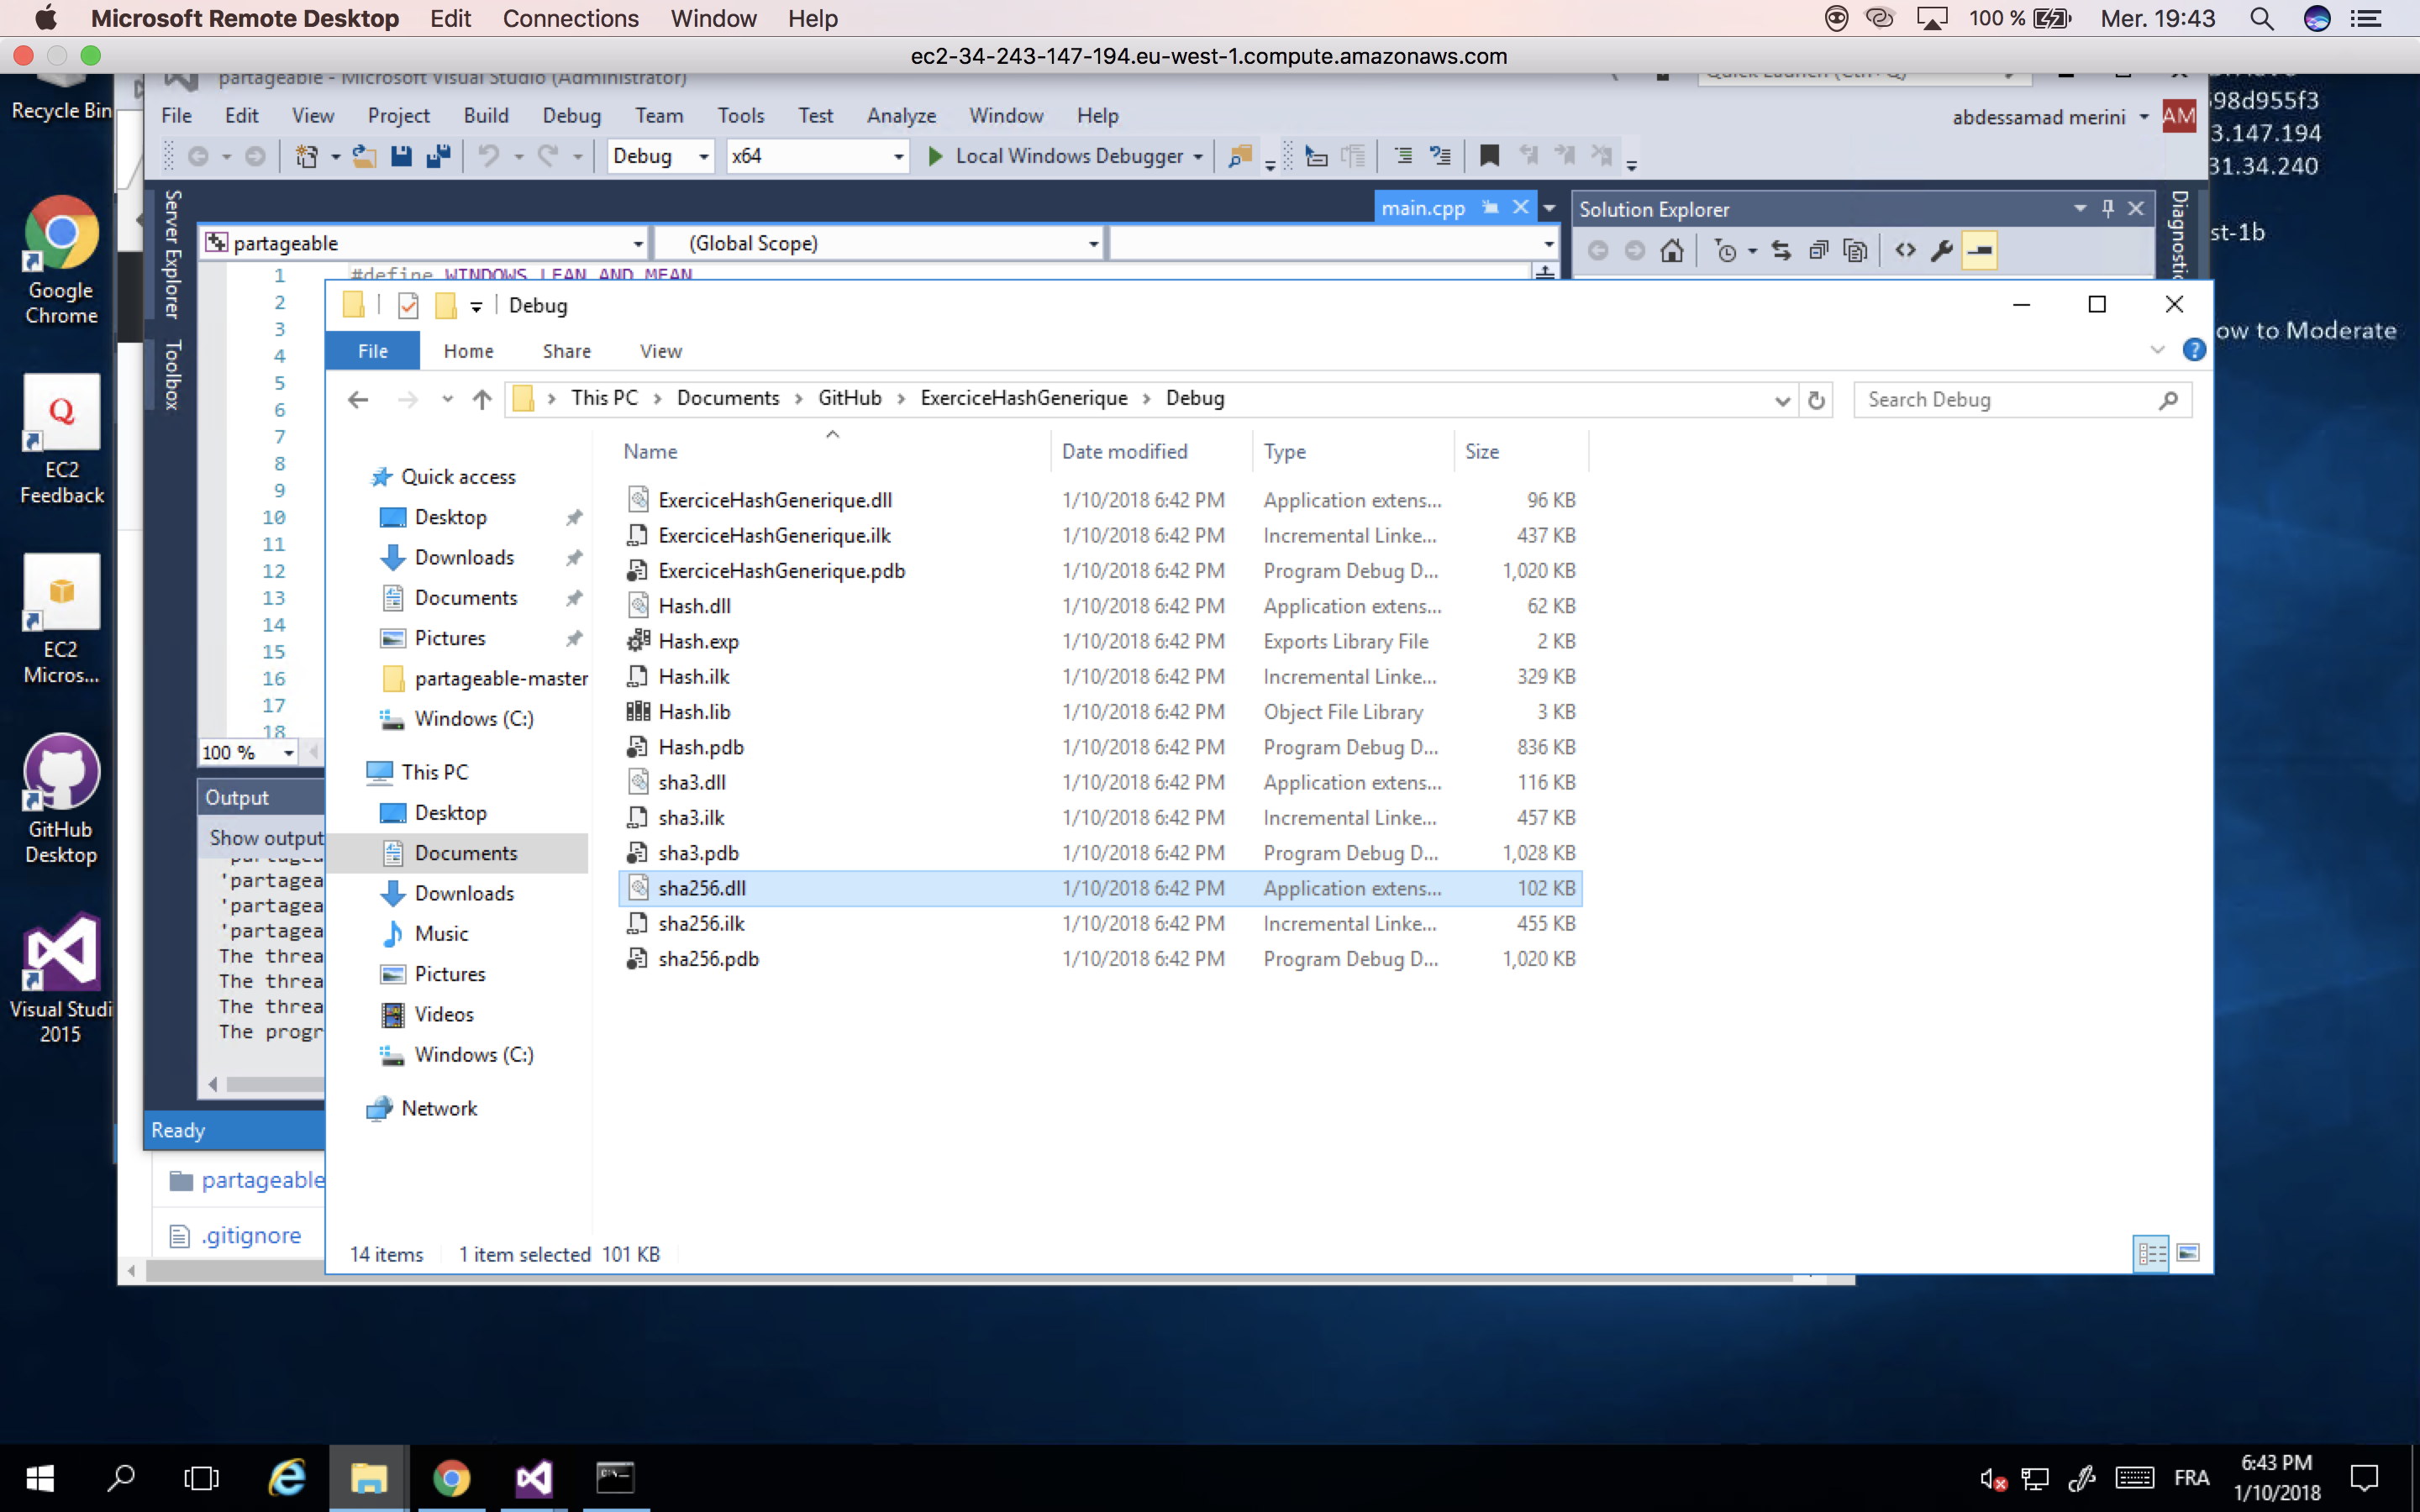 Microsoft Remote Desktop Edit Connections Window Help 100 % Mer. 19:43
ec2-34-243-147-194.eu-west-1.compute.amazonaws.com
partageable - Microsoft Visual Studio (Administrator)
Quick Launch (Ctrl+Q)
File Edit View Project Build Debug Team Tools Test Analyze Window Help
abdessamad merini AM
Debug x64 Local Windows Debugger
Recycle Bin
Google
Chrome
EC2
Feedback
EC2
Micros...
GitHub
Desktop
Visual Studi
2015
98d955f3
3.147.194
31.34.240
st-1b
ow to Moderate
Server Explorer
Toolbox
main.cpp
Solution Explorer
partageable (Global Scope)
1 #define WINDOWS_LEAN_AND_MEAN
2
3
4
5
6
7
8
9
10
11
12
13
14
15
16
17
18
100 %
Output
Show output
'partagea
'partagea
'partagea
The threa
The threa
The threa
The progr
Ready
partageable
.gitignore
Debug
File Home Share View
This PC Documents GitHub ExerciceHashGenerique Debug
Search Debug
Quick access
Desktop
Downloads
Documents
Pictures
partageable-master
Windows (C:)
This PC
Desktop
Documents
Downloads
Music
Pictures
Videos
Windows (C:)
Network
Name Date modified Type Size
ExerciceHashGenerique.dll 1/10/2018 6:42 PM Application extens... 96 KB
ExerciceHashGenerique.ilk 1/10/2018 6:42 PM Incremental Linke... 437 KB
ExerciceHashGenerique.pdb 1/10/2018 6:42 PM Program Debug D... 1,020 KB
Hash.dll 1/10/2018 6:42 PM Application extens... 62 KB
Hash.exp 1/10/2018 6:42 PM Exports Library File 2 KB
Hash.ilk 1/10/2018 6:42 PM Incremental Linke... 329 KB
Hash.lib 1/10/2018 6:42 PM Object File Library 3 KB
Hash.pdb 1/10/2018 6:42 PM Program Debug D... 836 KB
sha3.dll 1/10/2018 6:42 PM Application extens... 116 KB
sha3.ilk 1/10/2018 6:42 PM Incremental Linke... 457 KB
sha3.pdb 1/10/2018 6:42 PM Program Debug D... 1,028 KB
sha256.dll 1/10/2018 6:42 PM Application extens... 102 KB
sha256.ilk 1/10/2018 6:42 PM Incremental Linke... 455 KB
sha256.pdb 1/10/2018 6:42 PM Program Debug D... 1,020 KB
14 items 1 item selected 101 KB
FRA
6:43 PM
1/10/2018